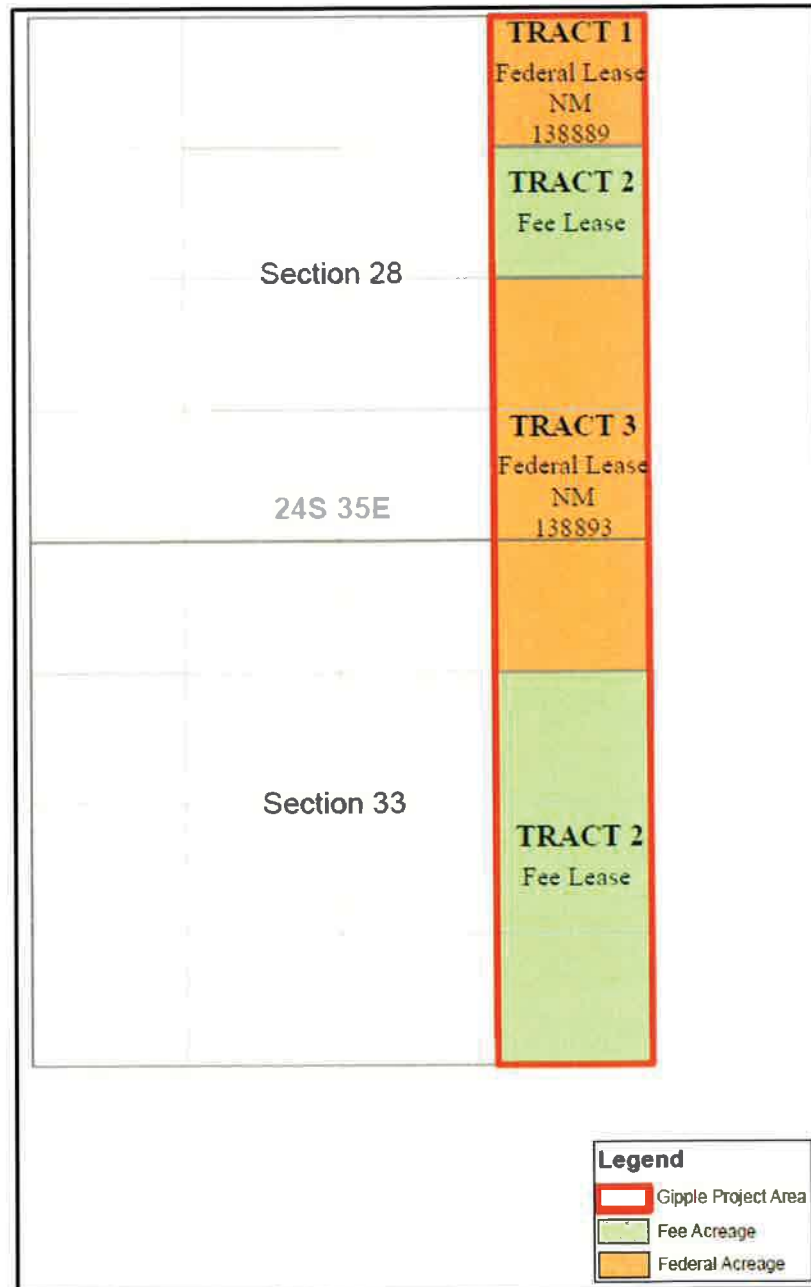 TRACT 1
Federal Lease
NM
138889
TRACT 2
Fee Lease
Section 28
TRACT 3
Federal Lease
NM
138893
24S 35E
Section 33
TRACT 2
Fee Lease
Legend
Gipple Project Area
Fee Acreage
Federal Acreage